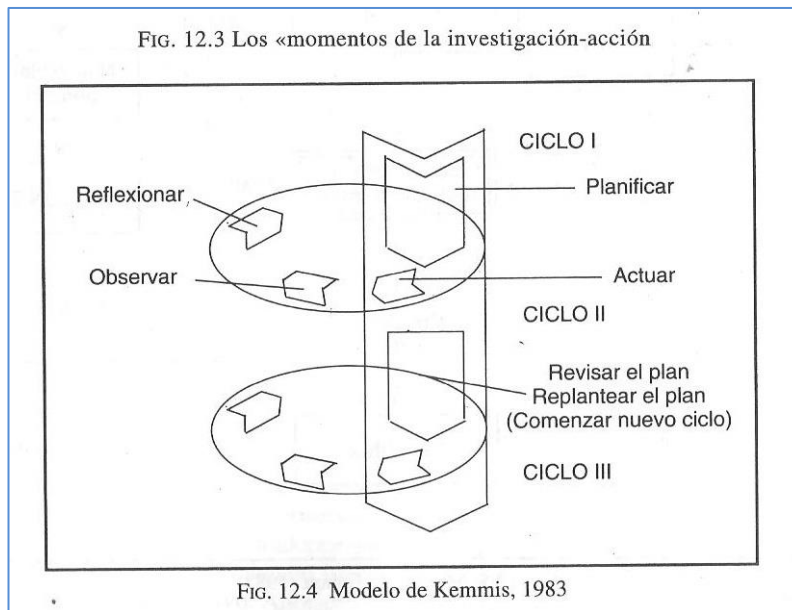 FIG. 12.3 Los «momentos de la investigación-acción
CICLO I
Reflexionar
Planificar
Observar
Actuar
CICLO II
Revisar el plan
Replantear el plan
(Comenzar nuevo ciclo)
CICLO III
FIG. 12.4 Modelo de Kemmis, 1983